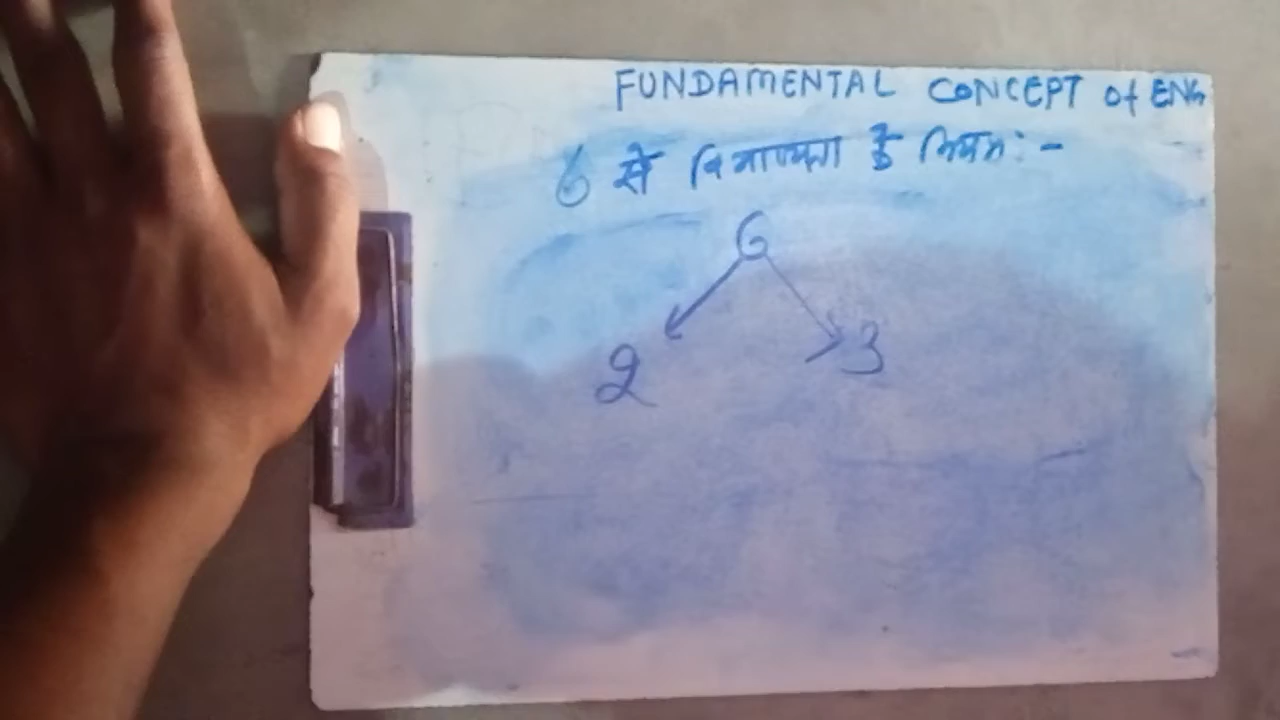 FUNDAMENTAL CONCEPT Of ENG
6 से विभाज्यता के नियम :-
6
2 3